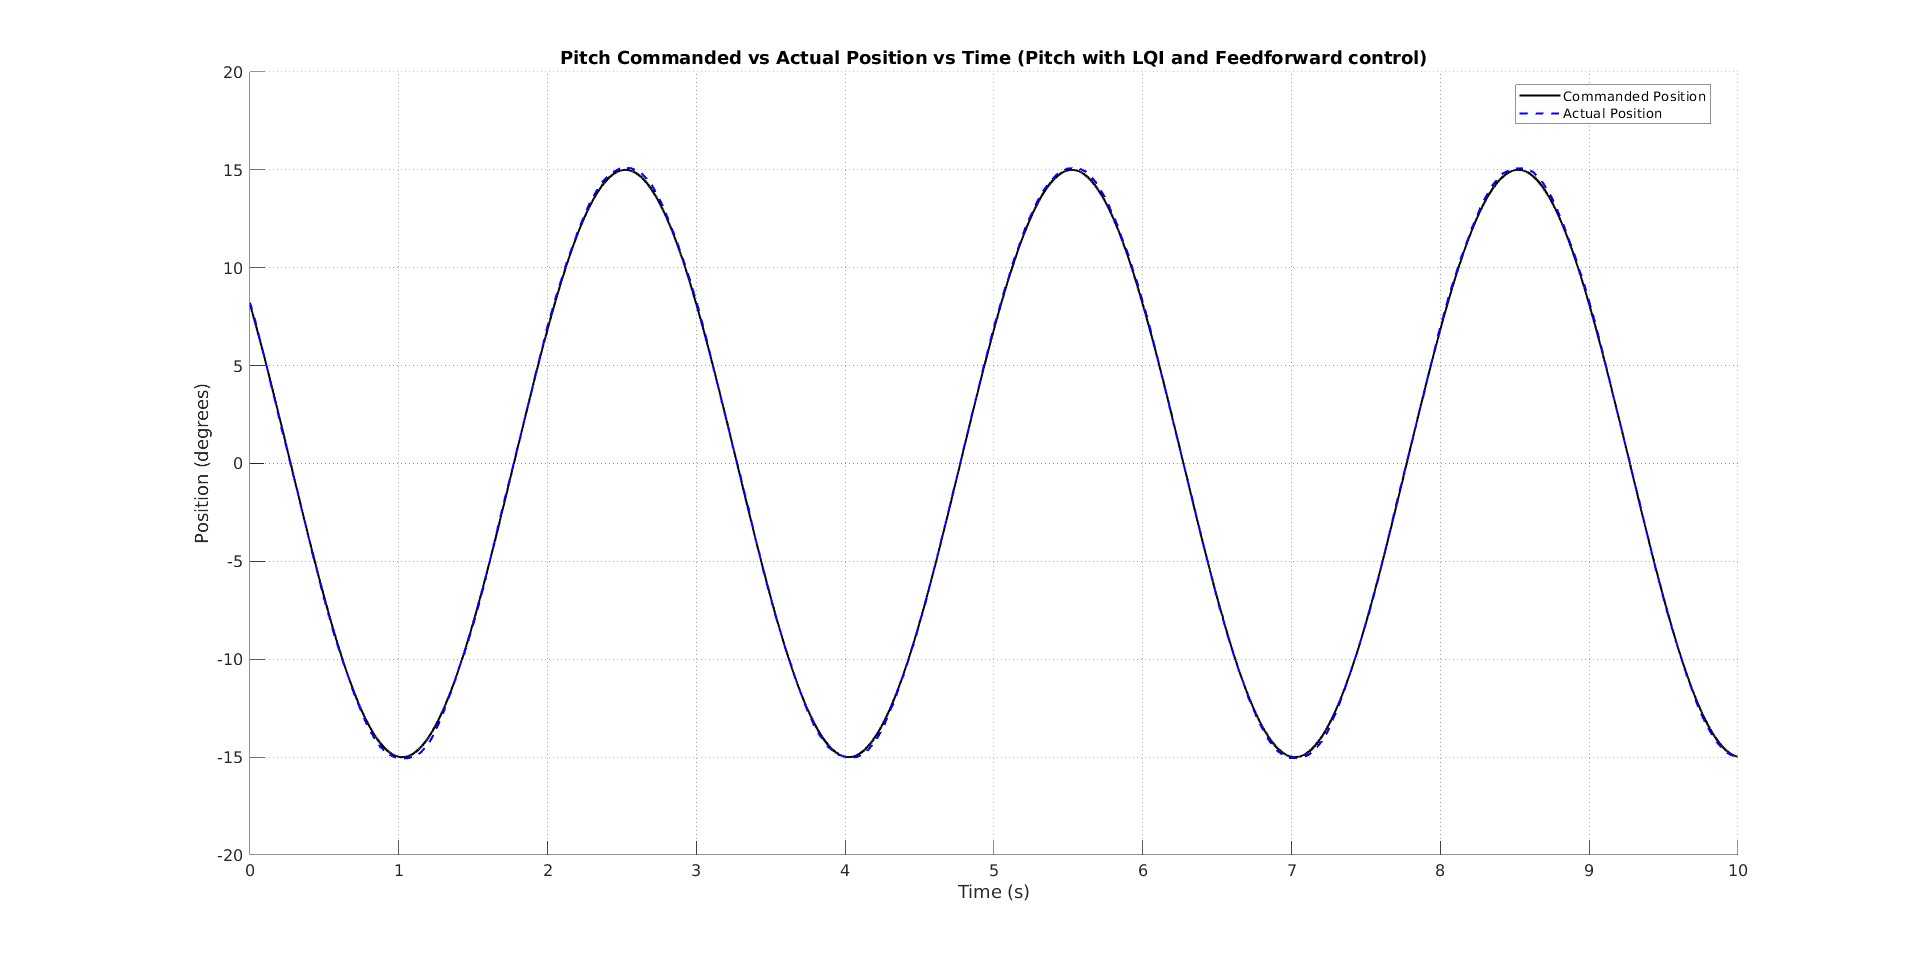 Pitch Commanded vs Actual Position vs Time (Pitch with LQI and Feedforward control)
Commanded Position
Actual Position
20
15
10
5
0
-5
-10
-15
-20
Position (degrees)
0 1 2 3 4 5 6 7 8 9 10
Time (s)